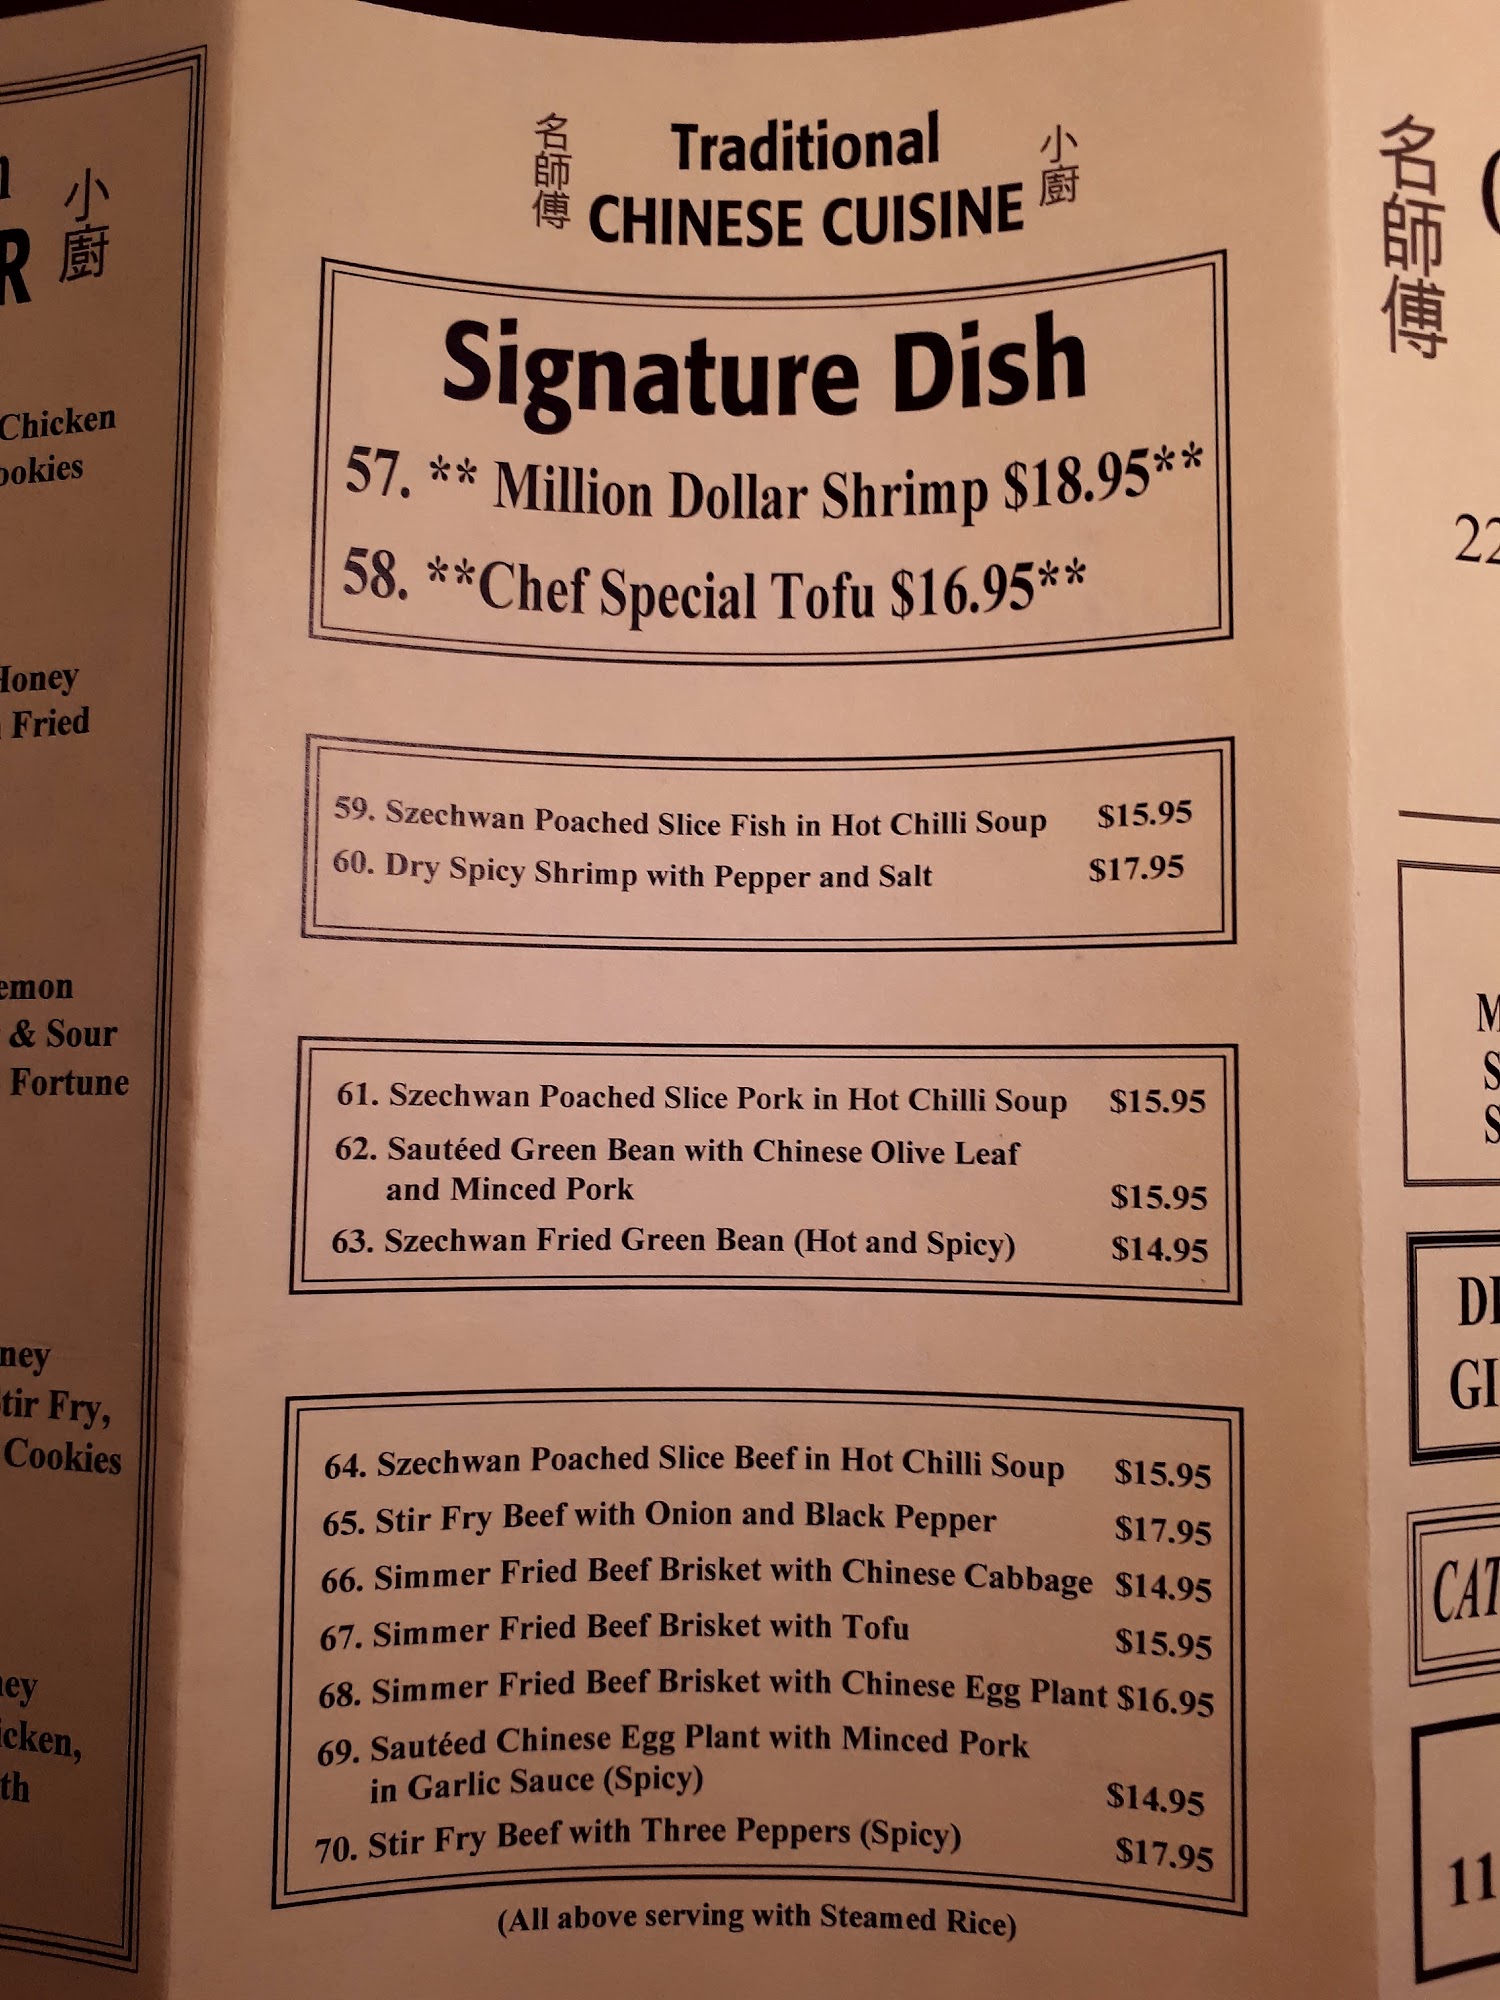 名師傅
Traditional
CHINESE CUISINE
小廚
Signature Dish
57. ** Million Dollar Shrimp $18.95**
58. **Chef Special Tofu $16.95**
59. Szechwan Poached Slice Fish in Hot Chilli Soup $15.95
60. Dry Spicy Shrimp with Pepper and Salt $17.95
61. Szechwan Poached Slice Pork in Hot Chilli Soup $15.95
62. Sautéed Green Bean with Chinese Olive Leaf
and Minced Pork $15.95
63. Szechwan Fried Green Bean (Hot and Spicy) $14.95
64. Szechwan Poached Slice Beef in Hot Chilli Soup $15.95
65. Stir Fry Beef with Onion and Black Pepper $17.95
66. Simmer Fried Beef Brisket with Chinese Cabbage $14.95
67. Simmer Fried Beef Brisket with Tofu $15.95
68. Simmer Fried Beef Brisket with Chinese Egg Plant $16.95
69. Sautéed Chinese Egg Plant with Minced Pork
in Garlic Sauce (Spicy) $14.95
70. Stir Fry Beef with Three Peppers (Spicy) $17.95
(All above serving with Steamed Rice)
小廚
Chicken
Fried
& Sour
Fortune
Cookies
名師傅